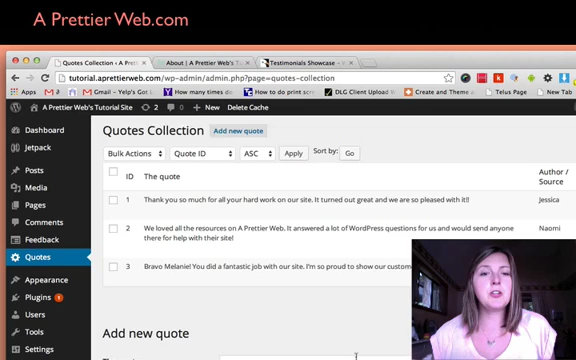 A Prettier Web.com
Quotes Collection ‹ A Prett
About | A Prettier Web's T
Testimonials Showcase -
tutorial.aprettierweb.com/wp-admin/admin.php?page=quotes-collection
Gmail - Yelp's Got
How many times do
How to do print scr
DLG Client Upload
Create and Theme a
Telus Page
New Tab
A Prettier Web's Tutorial Site
2
0
New
Delete Cache
Dashboard
Jetpack
Posts
Media
Pages
Comments
Feedback
Quotes
Appearance
Plugins 1
Users
Tools
Settings
Quotes Collection
Add new quote
Bulk Actions
Quote ID
ASC
Apply
Sort by:
Go
ID
The quote
Author / Source
1
Thank you so much for all your hard work on our site. It turned out great and we are so pleased with it!!
Jessica
2
We loved all the resources on A Prettier Web. It answered a lot of WordPress questions for us and would send anyone
there for help with their site!
Naomi
3
Bravo Melanie! You did a fantastic job with our site. I'm so proud to show our custom
Add new quote